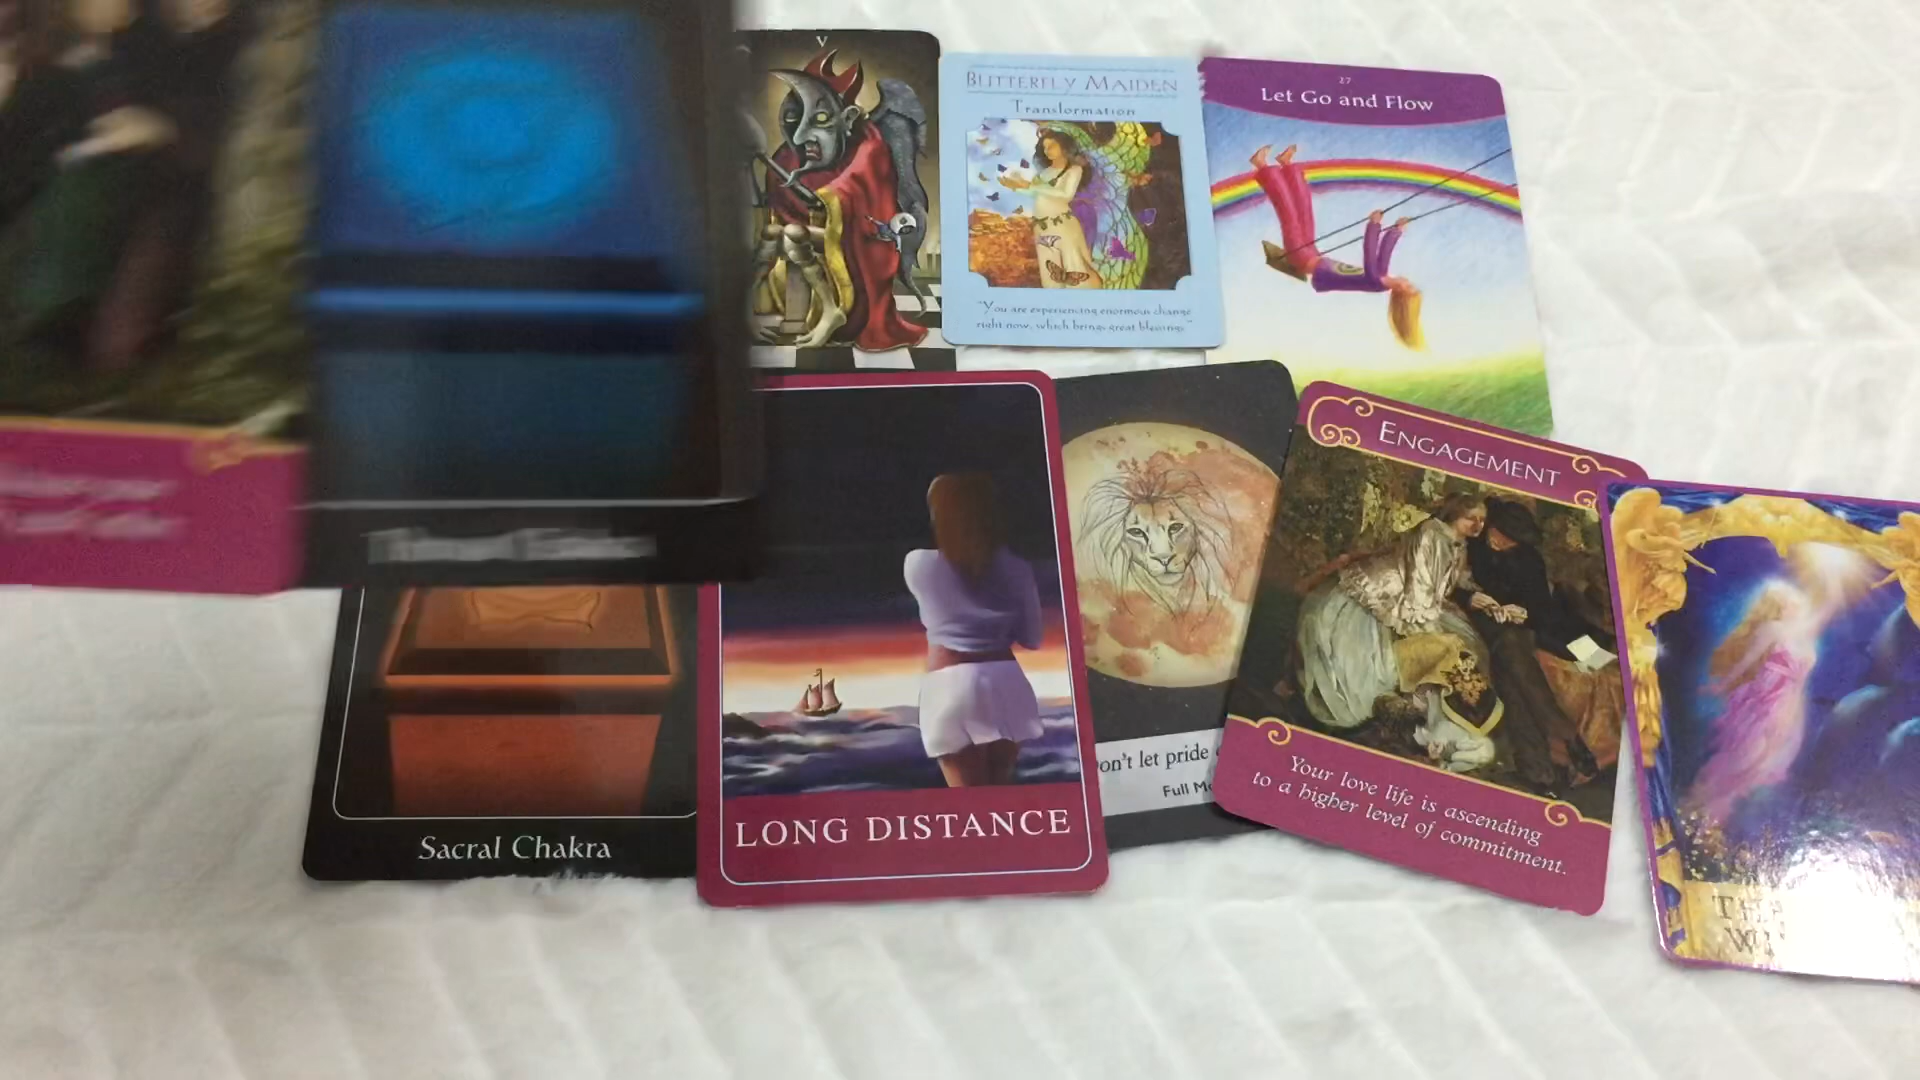 V
BUTTERFLY MAIDEN
Transformation
"You are experiencing enormous change
right now, which brings great blessings."
27
Let Go and Flow
ENGAGEMENT
Your love life is ascending
to a higher level of commitment.
on't let pride
Full Mo
LONG DISTANCE
Sacral Chakra